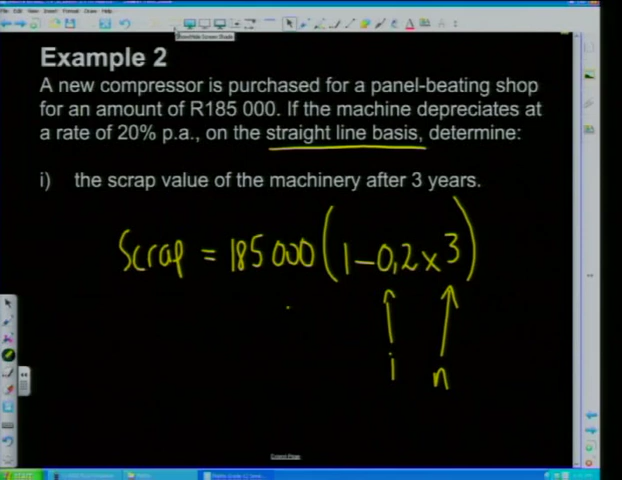 Example 2
A new compressor is purchased for a panel-beating shop
for an amount of R185 000. If the machine depreciates at
a rate of 20% p.a., on the straight line basis, determine:
i) the scrap value of the machinery after 3 years.
Scrap = 185 000 (1 - 0,2 x 3)
i n
Extend Page